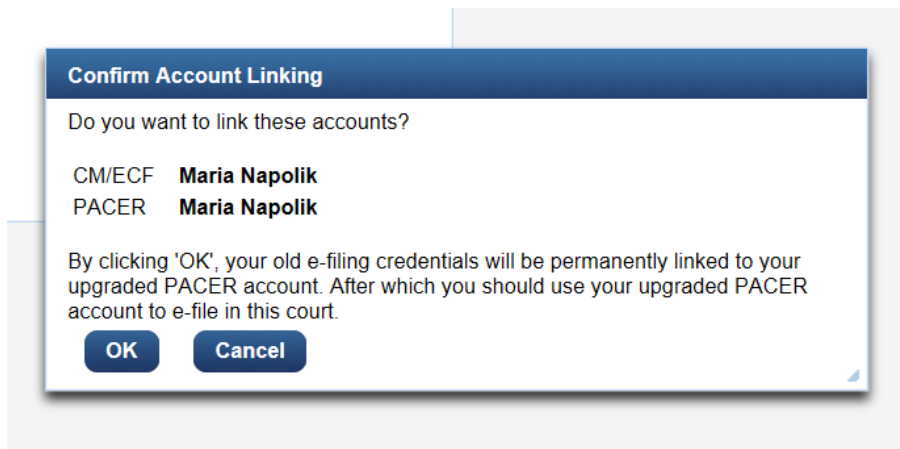 Confirm Account Linking
Do you want to link these accounts?
CM/ECF Maria Napolik
PACER Maria Napolik
By clicking 'OK', your old e-filing credentials will be permanently linked to your
upgraded PACER account. After which you should use your upgraded PACER
account to e-file in this court.
OK Cancel